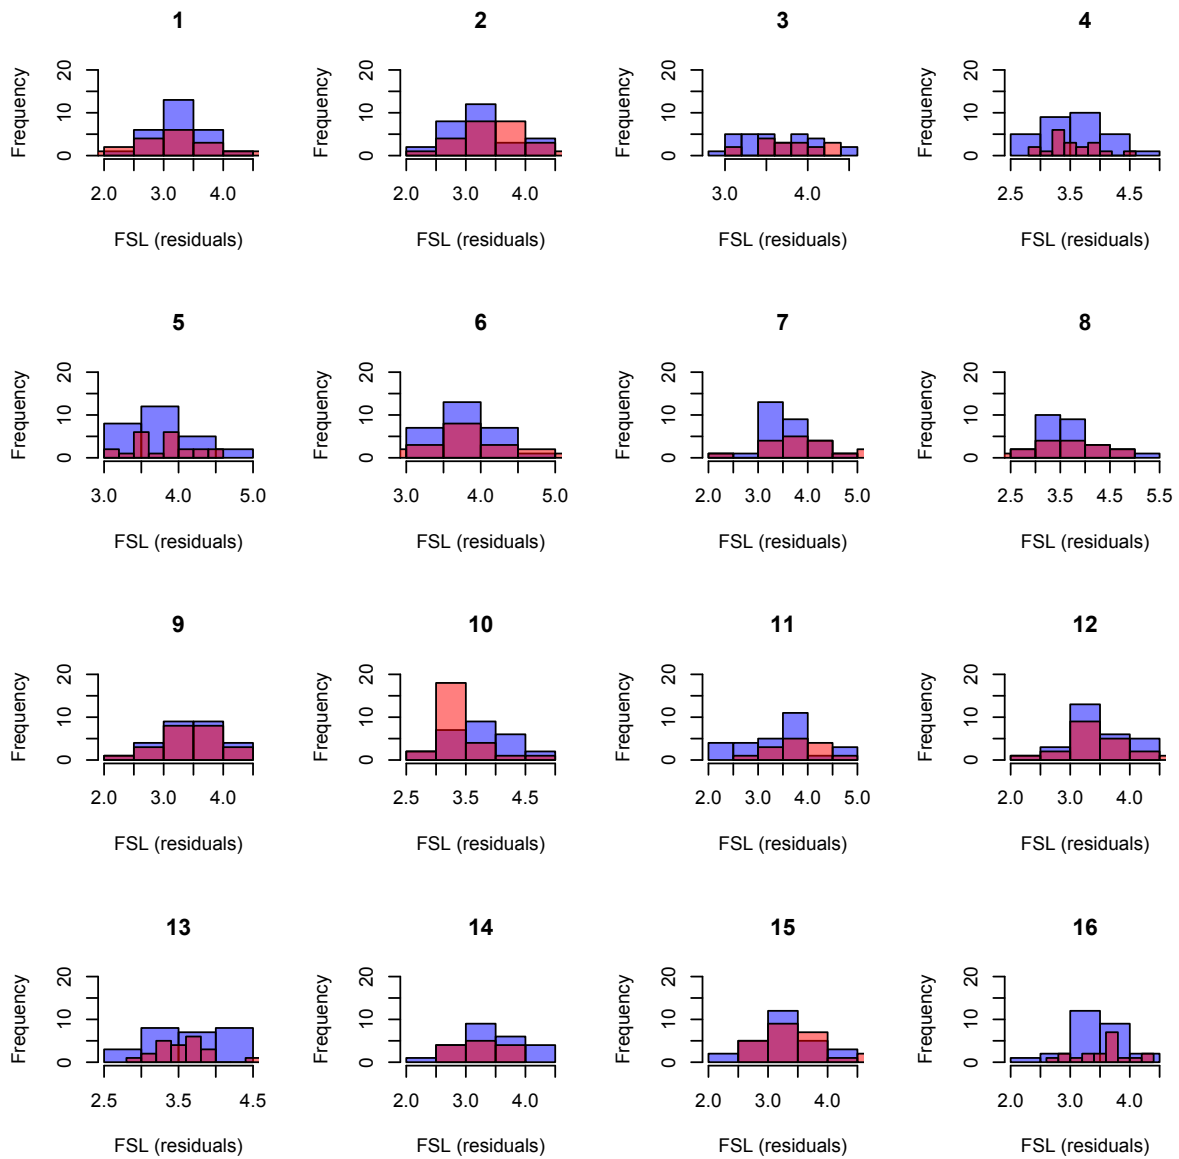 1 2 3 4
Frequency 0 10 20 Frequency 0 10 20 Frequency 0 10 20 Frequency 0 10 20
2.0 3.0 4.0 2.0 3.0 4.0 3.0 4.0 2.5 3.5 4.5
FSL (residuals) FSL (residuals) FSL (residuals) FSL (residuals)
5 6 7 8
Frequency 0 10 20 Frequency 0 10 20 Frequency 0 10 20 Frequency 0 10 20
3.0 4.0 5.0 3.0 4.0 5.0 2.0 3.0 4.0 5.0 2.5 3.5 4.5 5.5
FSL (residuals) FSL (residuals) FSL (residuals) FSL (residuals)
9 10 11 12
Frequency 0 10 20 Frequency 0 10 20 Frequency 0 10 20 Frequency 0 10 20
2.0 3.0 4.0 2.5 3.5 4.5 2.0 3.0 4.0 5.0 2.0 3.0 4.0
FSL (residuals) FSL (residuals) FSL (residuals) FSL (residuals)
13 14 15 16
Frequency 0 10 20 Frequency 0 10 20 Frequency 0 10 20 Frequency 0 10 20
2.5 3.5 4.5 2.0 3.0 4.0 2.0 3.0 4.0 2.0 3.0 4.0
FSL (residuals) FSL (residuals) FSL (residuals) FSL (residuals)